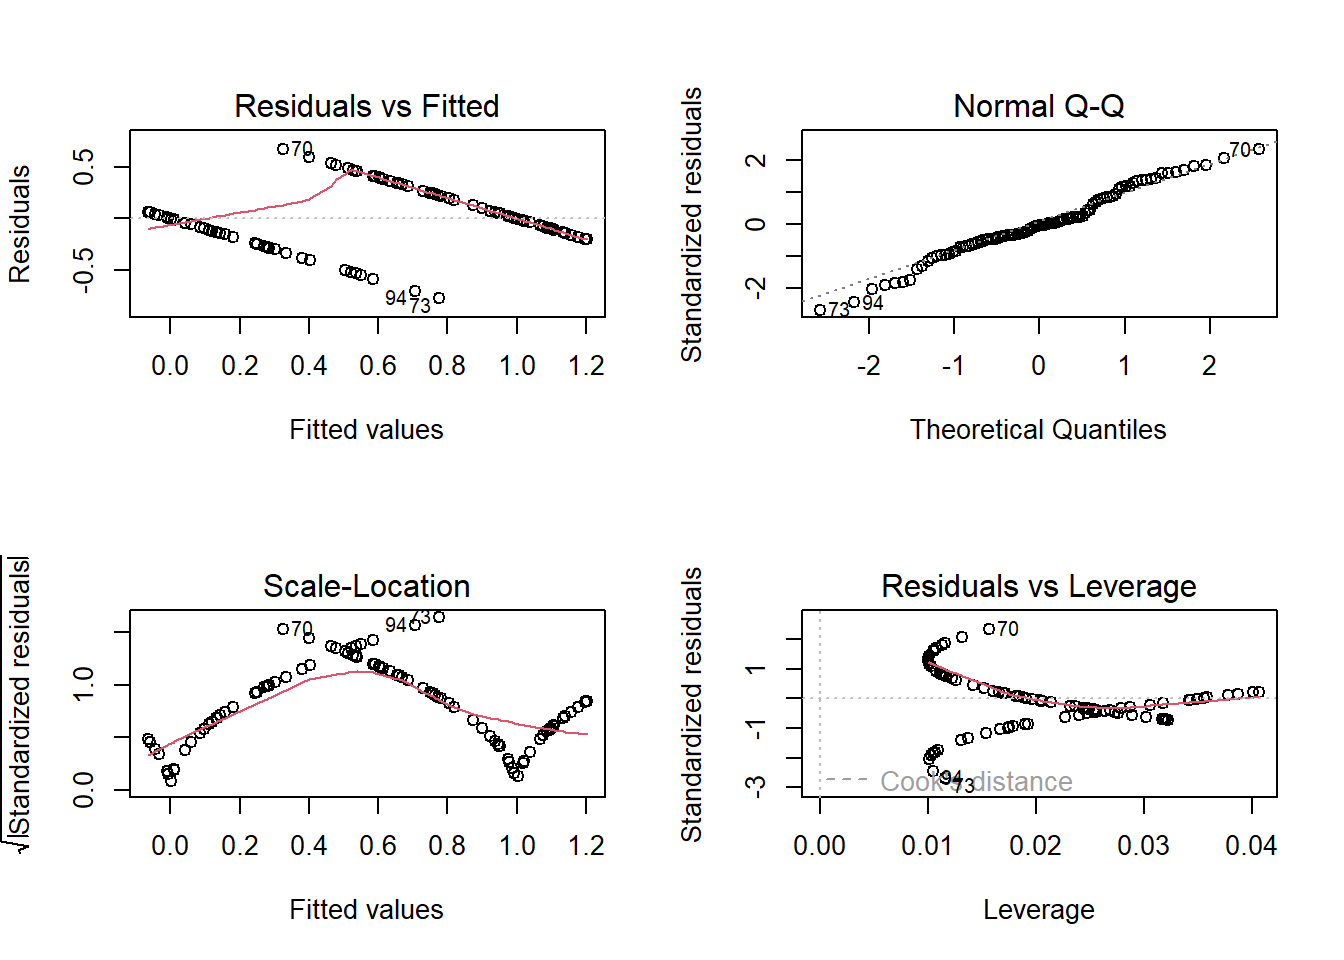 Residuals vs Fitted
Residuals
0.5
-0.5
70
94
73
0.0 0.2 0.4 0.6 0.8 1.0 1.2
Fitted values
Normal Q-Q
Standardized residuals
2
0
-2
70
73
94
-2 -1 0 1 2
Theoretical Quantiles
Scale-Location
√|Standardized residuals|
1.0
0.0
70
94
73
0.0 0.2 0.4 0.6 0.8 1.0 1.2
Fitted values
Residuals vs Leverage
Standardized residuals
1
-1
-3
70
94
73
Cook's distance
0.00 0.01 0.02 0.03 0.04
Leverage